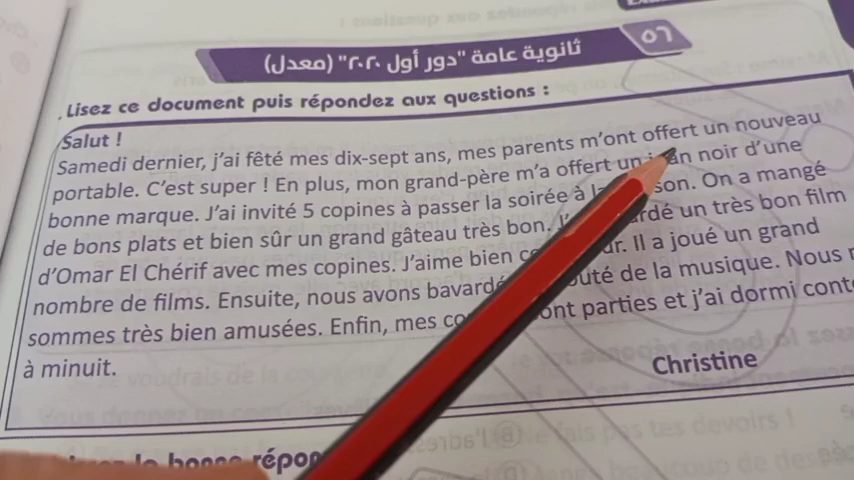 ٥٦
ثانوية عامة "دور أول ٢٠٢٠" (معدل)
Lisez ce document puis répondez aux questions :
Salut !
Samedi dernier, j'ai fêté mes dix-sept ans, mes parents m'ont offert un nouveau
portable. C'est super ! En plus, mon grand-père m'a offert un noir d'une
bonne marque. J'ai invité 5 copines à passer la soirée à On a mangé
de bons plats et bien sûr un grand gâteau très bon. un très bon film
d'Omar El Chérif avec mes copines. J'aime bien Il a joué un grand
nombre de films. Ensuite, nous avons de la musique. Nous
sommes très bien amusées. Enfin, mes parties et j'ai dormi
à minuit.
Christine
bonne